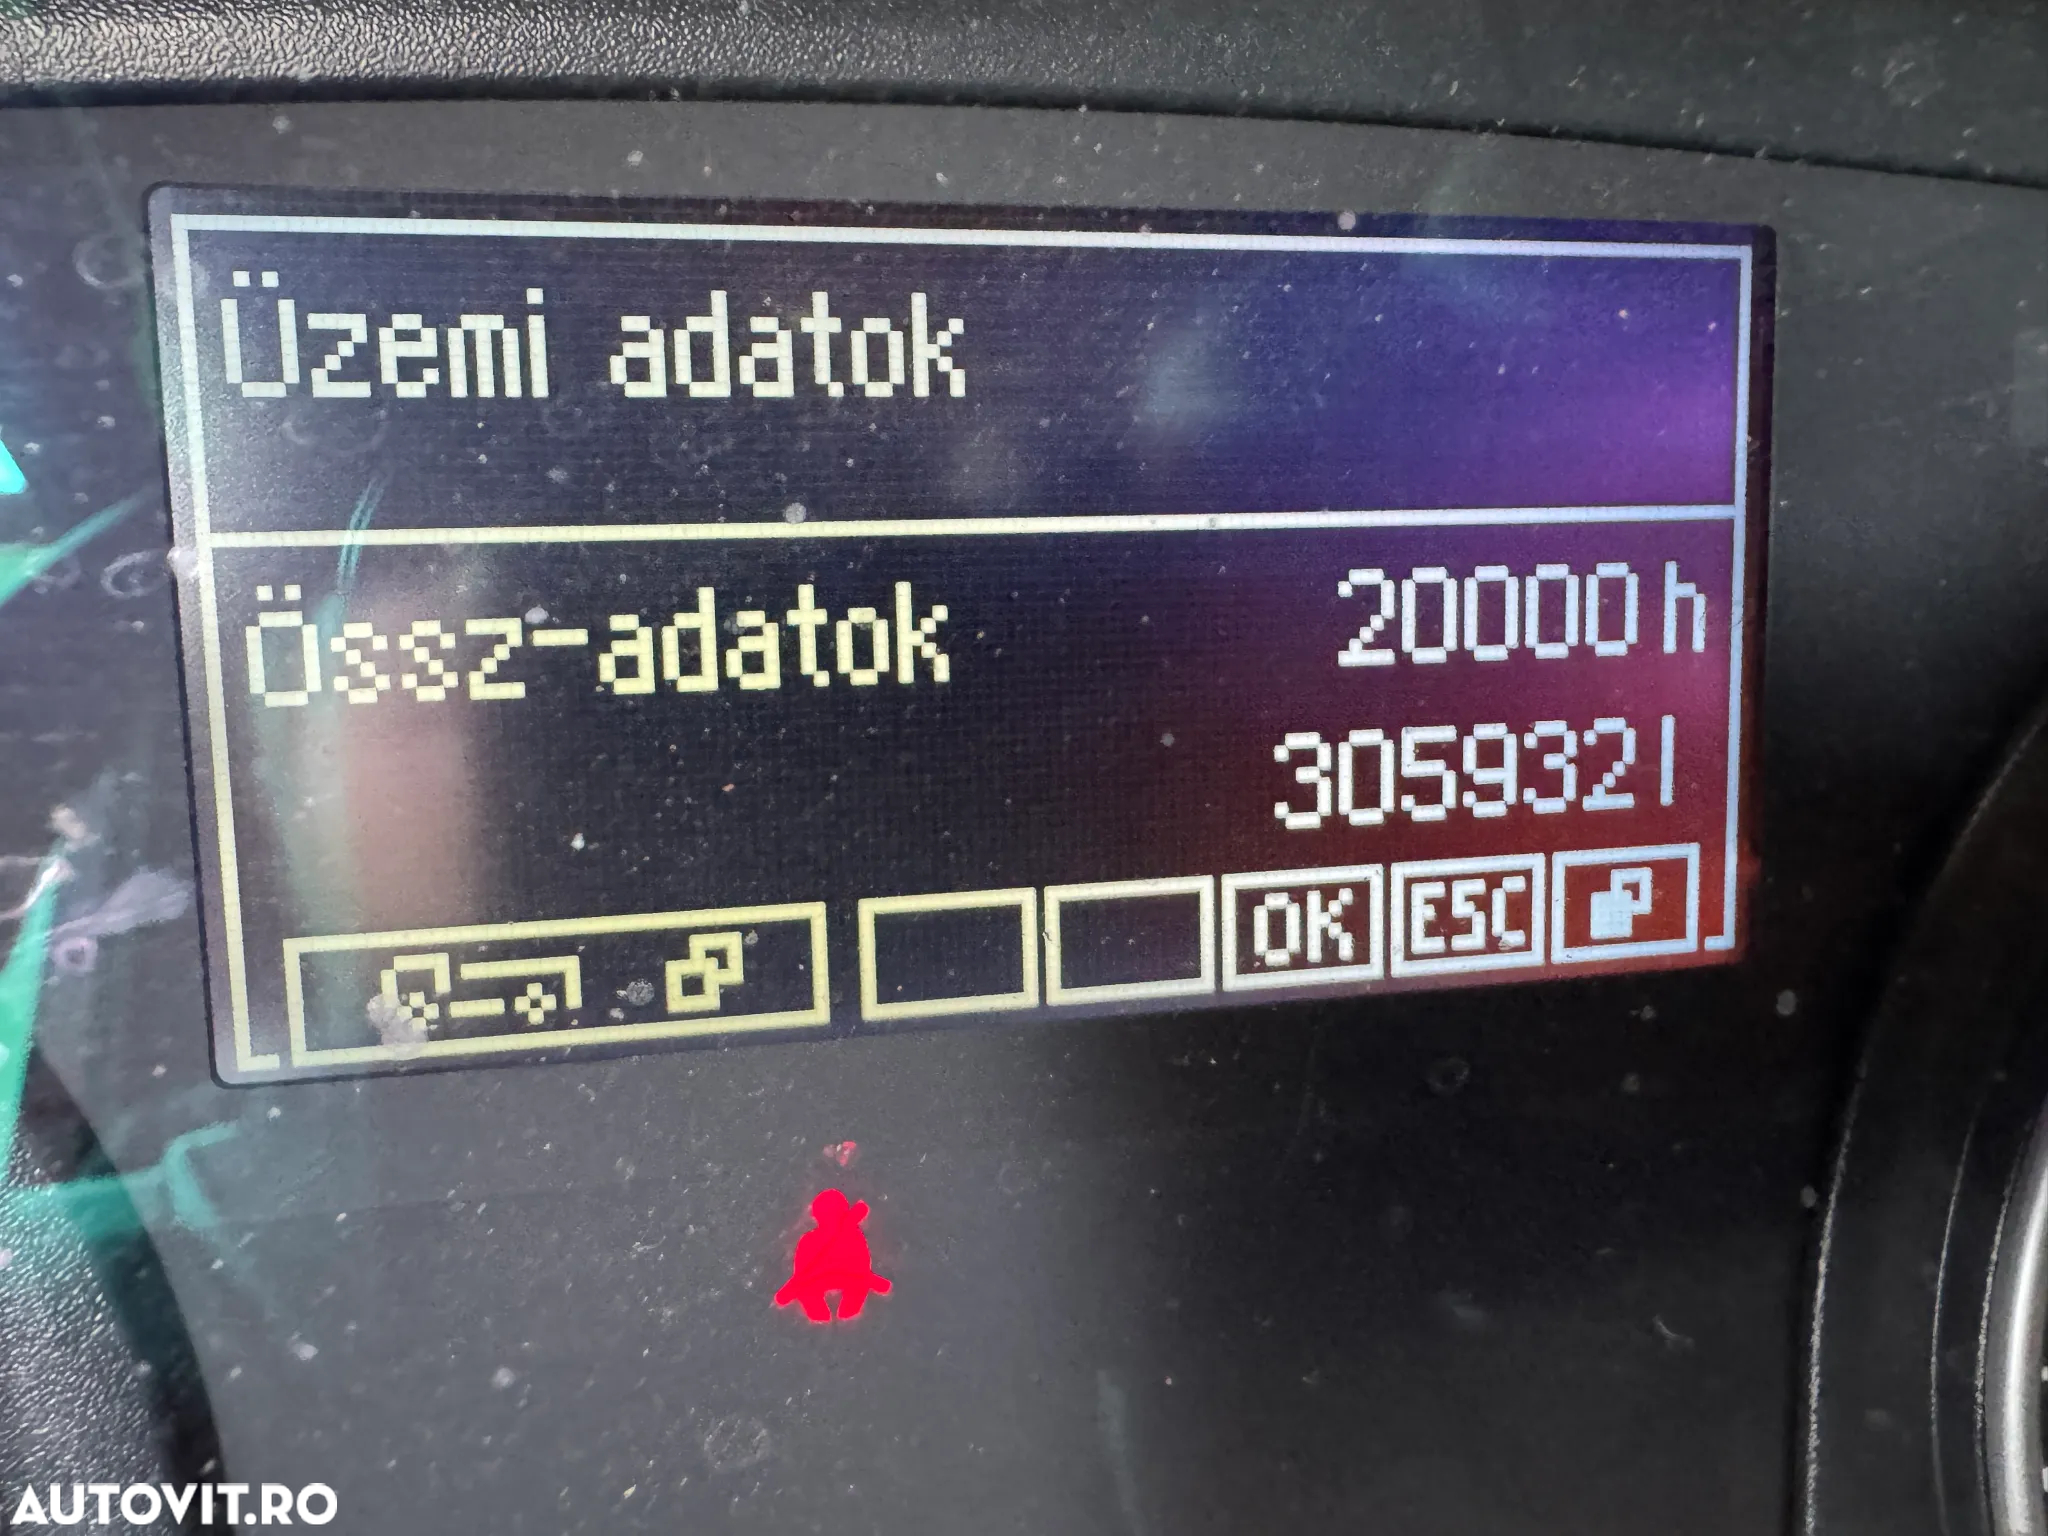 Üzemi adatok
Össz-adatok 20000 h
305932 l
OK ESC
AUTOVIT.RO